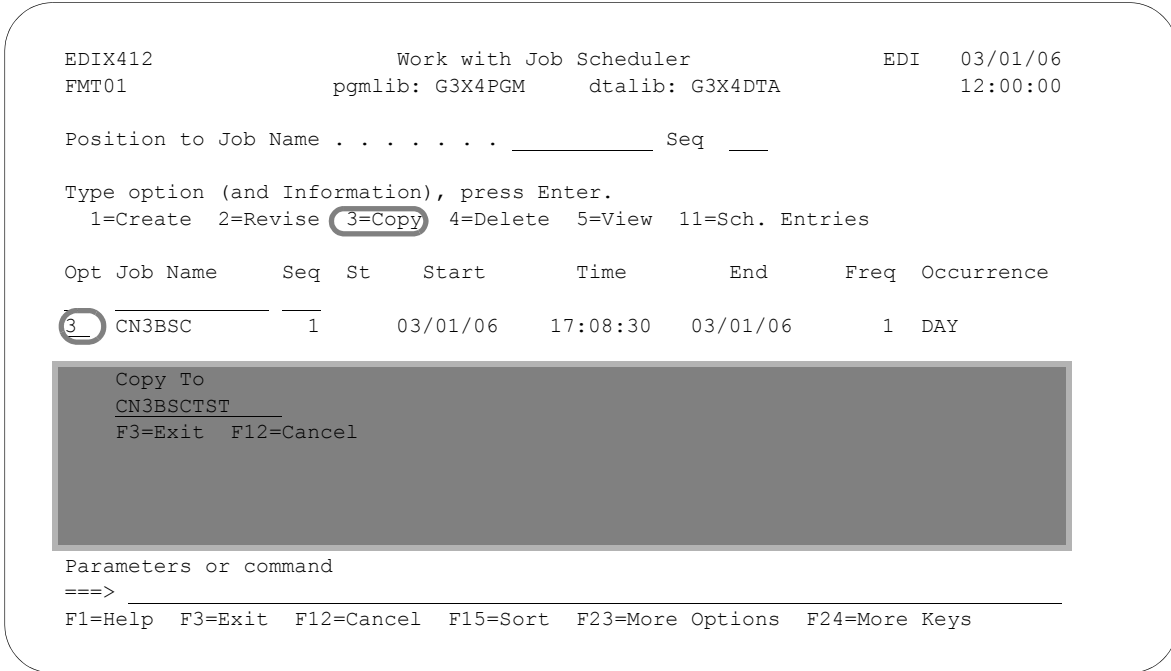 EDIX412 Work with Job Scheduler EDI 03/01/06
FMT01 pgmlib: G3X4PGM dtalib: G3X4DTA 12:00:00
Position to Job Name . . . . . . . Seq
Type option (and Information), press Enter.
1=Create 2=Revise 3=Copy 4=Delete 5=View 11=Sch. Entries
Opt Job Name Seq St Start Time End Freq Occurrence
3 CN3BSC 1 03/01/06 17:08:30 03/01/06 1 DAY
Copy To
CN3BSCTST
F3=Exit F12=Cancel
Parameters or command
===>
F1=Help F3=Exit F12=Cancel F15=Sort F23=More Options F24=More Keys